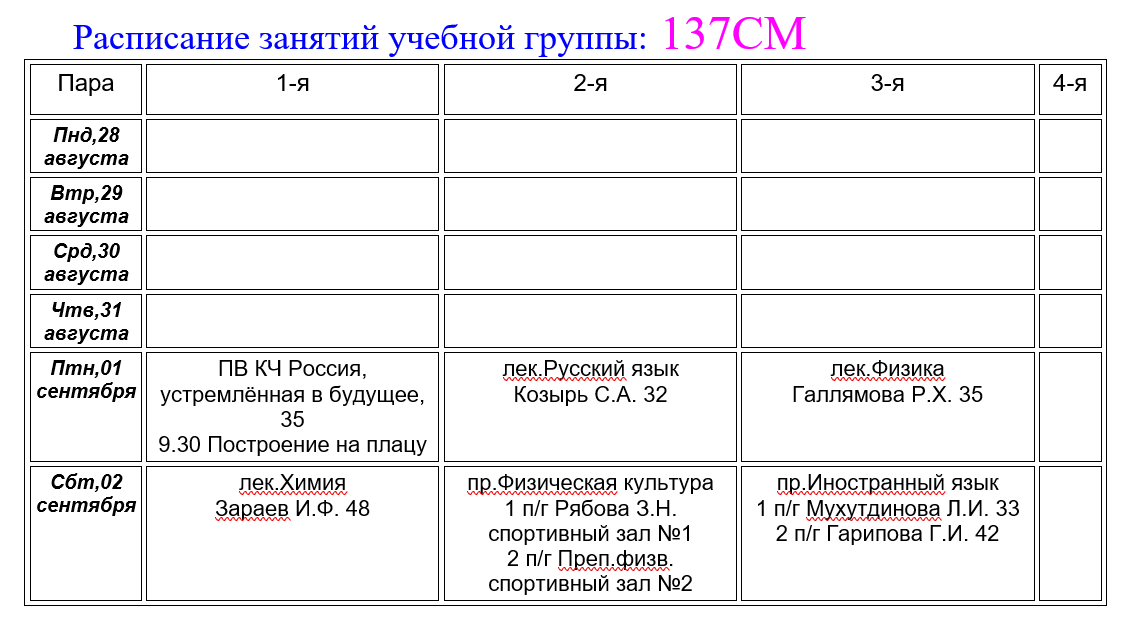 Расписание занятий учебной группы: 137СМ
Пара 1-я 2-я 3-я 4-я
Пнд,28
августа
Втр,29
августа
Срд,30
августа
Чтв,31
августа
Птн,01
сентября
ПВ КЧ Россия,
устремлённая в будущее,
35
9.30 Построение на плацу
лек.Русский язык
Козырь С.А. 32
лек.Физика
Галлямова Р.Х. 35
Сбт,02
сентября
лек.Химия
Зараев И.Ф. 48
пр.Физическая культура
1 п/г Рябова З.Н.
спортивный зал №1
2 п/г Преп.физв.
спортивный зал №2
пр.Иностранный язык
1 п/г Мухутдинова Л.И. 33
2 п/г Гарипова Г.И. 42